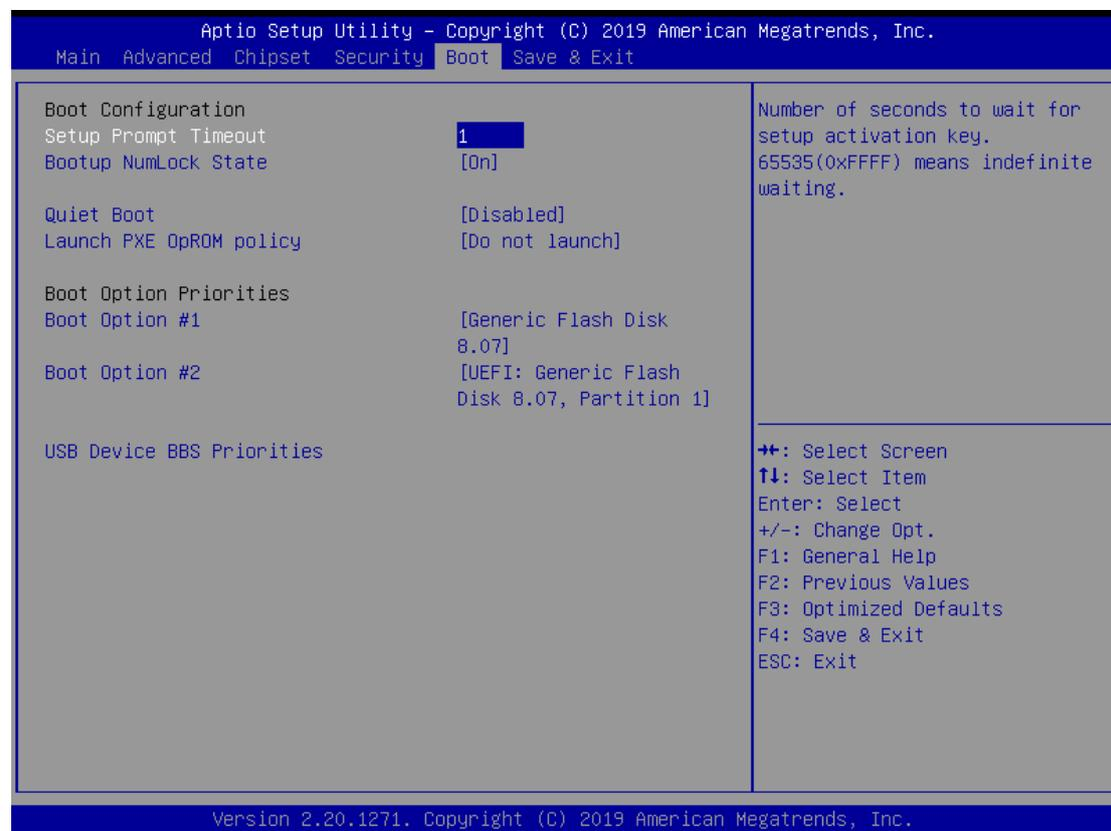 Aptio Setup Utility – Copyright (C) 2019 American Megatrends, Inc.
Main Advanced Chipset Security Boot Save & Exit
Boot Configuration
Setup Prompt Timeout 1
Bootup NumLock State [On]
Quiet Boot [Disabled]
Launch PXE OpROM policy [Do not launch]
Boot Option Priorities
Boot Option #1 [Generic Flash Disk
8.07]
Boot Option #2 [UEFI: Generic Flash
Disk 8.07, Partition 1]
USB Device BBS Priorities
Number of seconds to wait for
setup activation key.
65535(0xFFFF) means indefinite
waiting.
→←: Select Screen
↑↓: Select Item
Enter: Select
+/-: Change Opt.
F1: General Help
F2: Previous Values
F3: Optimized Defaults
F4: Save & Exit
ESC: Exit
Version 2.20.1271. Copyright (C) 2019 American Megatrends, Inc.